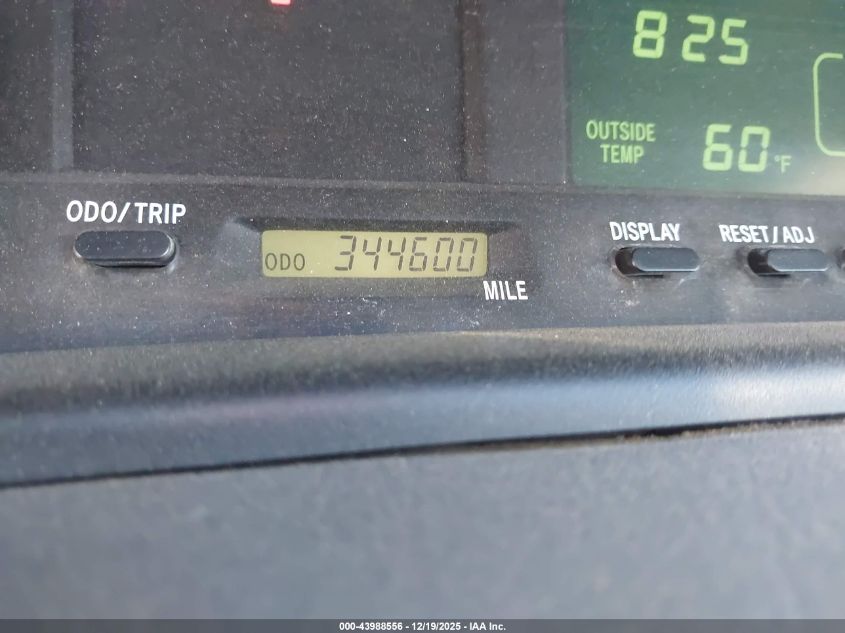 8 25
OUTSIDE
TEMP
60 °F
ODO/TRIP
ODO 344600
MILE
DISPLAY
RESET/ADJ
000-43988556 - 12/19/2025 - IAA Inc.